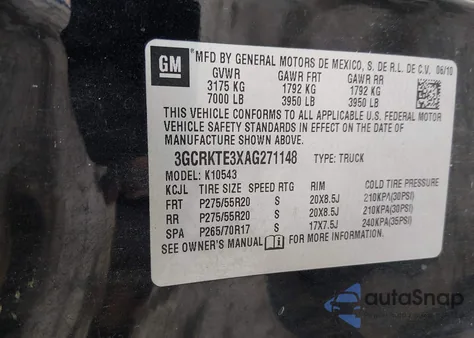 GM
MFD BY GENERAL MOTORS DE MEXICO, S. DE R.L. DE C.V. 06/10
GVWR GAWR FRT GAWR RR
3175 KG 1792 KG 1792 KG
7000 LB 3950 LB 3950 LB
THIS VEHICLE CONFORMS TO ALL APPLICABLE U.S. FEDERAL MOTOR
VEHICLE SAFETY AND THEFT PREVENTION STANDARDS IN EFFECT ON THE DATE OF
MANUFACTURE SHOWN ABOVE.
3GCRKTE3XAG271148 TYPE: TRUCK
MODEL: K10543
KCJL TIRE SIZE SPEED RTG RIM COLD TIRE PRESSURE
FRT P275/55R20 S 20X8.5J 210KPA(30PSI)
RR P275/55R20 S 20X8.5J 210KPA(30PSI)
SPA P265/70R17 S 17X7.5J 240KPA(35PSI)
SEE OWNER'S MANUAL FOR MORE INFORMATION.
autoSnap